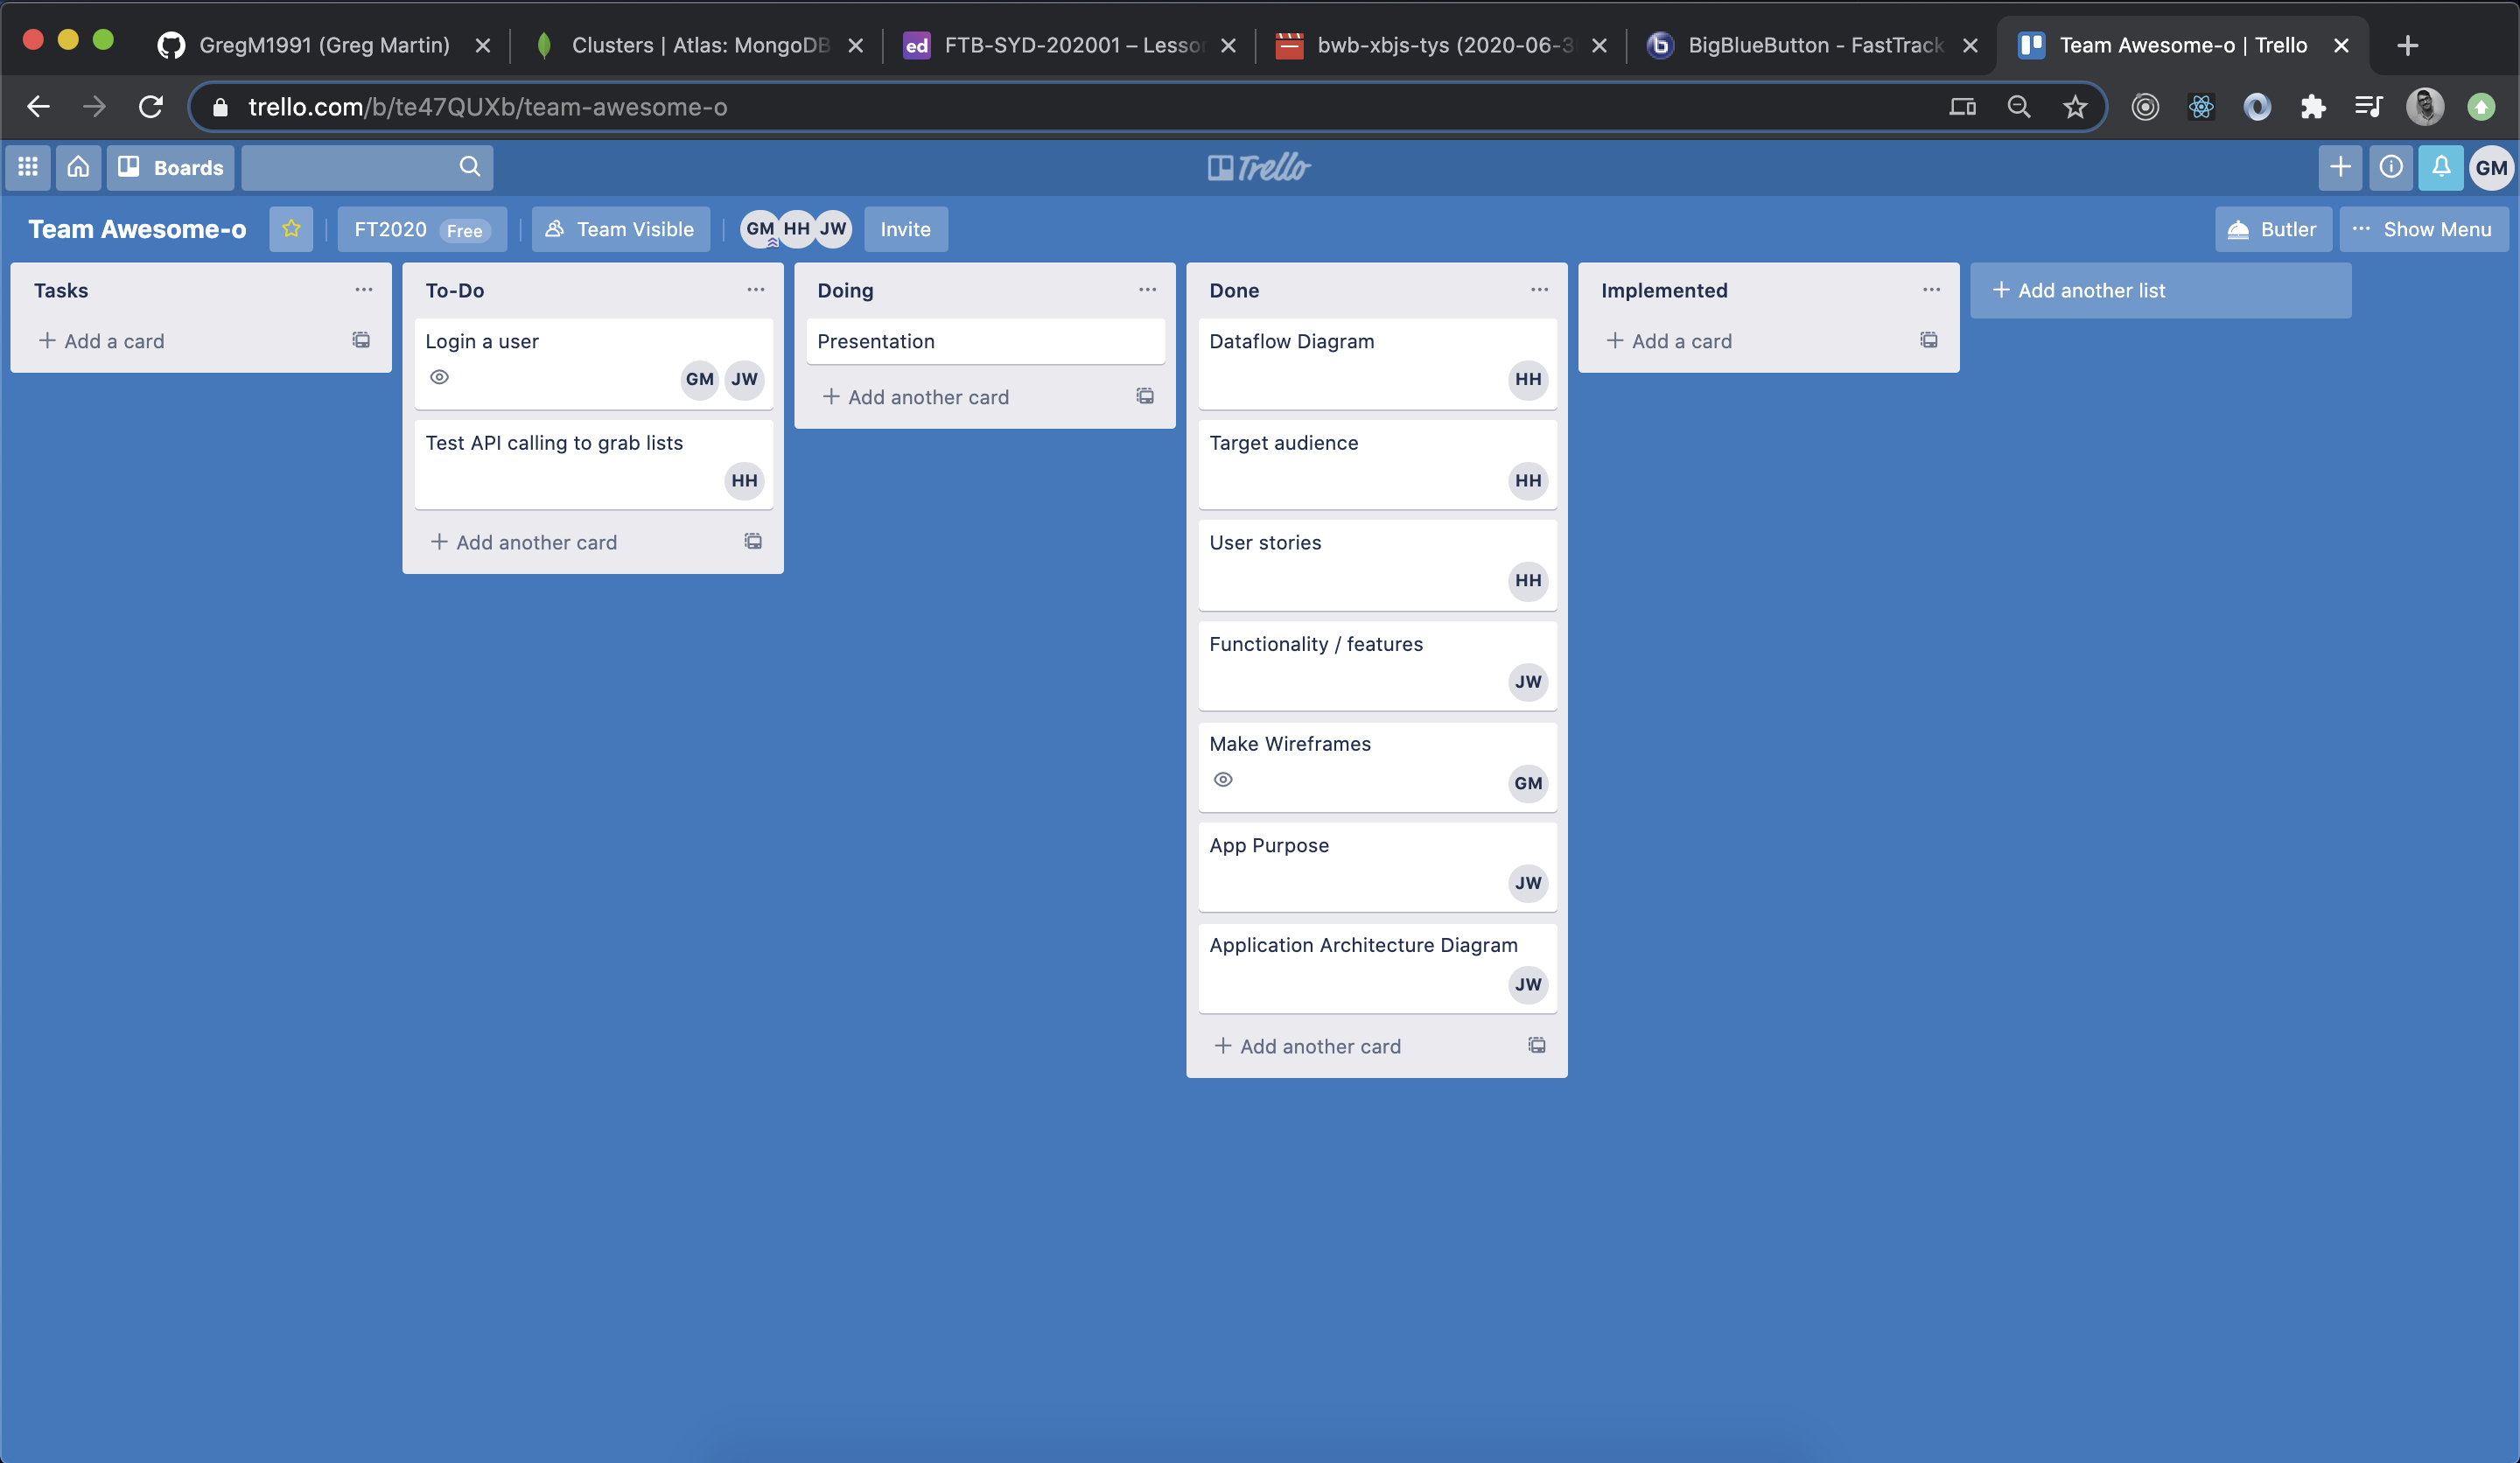 GregM1991 (Greg Martin)
Clusters | Atlas: MongoDB
ed
FTB-SYD-202001 – Lesson
bwb-xbjs-tys (2020-06-3
BigBlueButton - FastTrack
Team Awesome-o | Trello
trello.com/b/te47QUXb/team-awesome-o
Boards
Trello
GM
Team Awesome-o
FT2020 Free
Team Visible
GM HH JW
Invite
Butler
Show Menu
Tasks
Add a card
To-Do
Login a user
GM JW
Test API calling to grab lists
HH
Add another card
Doing
Presentation
Add another card
Done
Dataflow Diagram
HH
Target audience
HH
User stories
HH
Functionality / features
JW
Make Wireframes
GM
App Purpose
JW
Application Architecture Diagram
JW
Add another card
Implemented
Add a card
Add another list